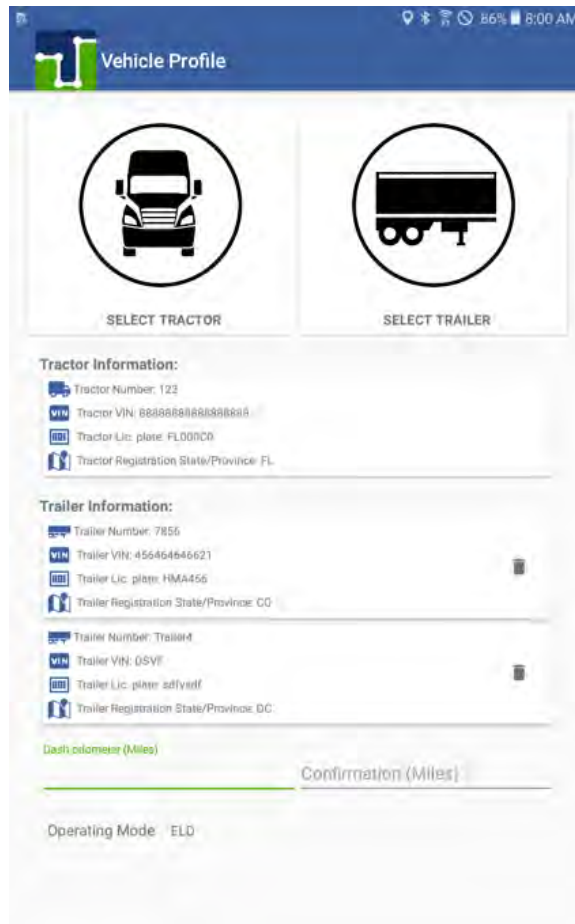 86% 8:00 AM
Vehicle Profile
SELECT TRACTOR
SELECT TRAILER
Tractor Information:
Tractor Number: 123
VIN Tractor VIN:
Tractor Lic. plate: FL000C0
Tractor Registration State/Province: FL
Trailer Information:
Trailer Number: 7856
VIN Trailer VIN: 456464646621
Trailer Lic. plate: HMA456
Trailer Registration State/Province: CO
Trailer Number: Trailer4
VIN Trailer VIN: DSVF
Trailer Lic. plate:
Trailer Registration State/Province: DC
Dash odometer (Miles)
Confirmation (Miles)
Operating Mode ELD